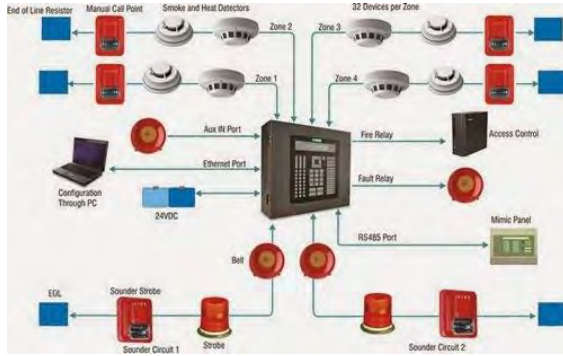 End of Line Resistor
Manual Call Point
Smoke and Heat Detectors
Zone 2
Zone 3
32 Devices per Zone
Zone 1
Zone 4
Aux IN Port
Fire Relay
Access Control
Ethernet Port
Configuration
Through PC
Fault Relay
24VDC
RS485 Port
Mimic Panel
Bell
EOL
Sounder Strobe
Sounder Circuit 1
Strobe
Sounder Circuit 2